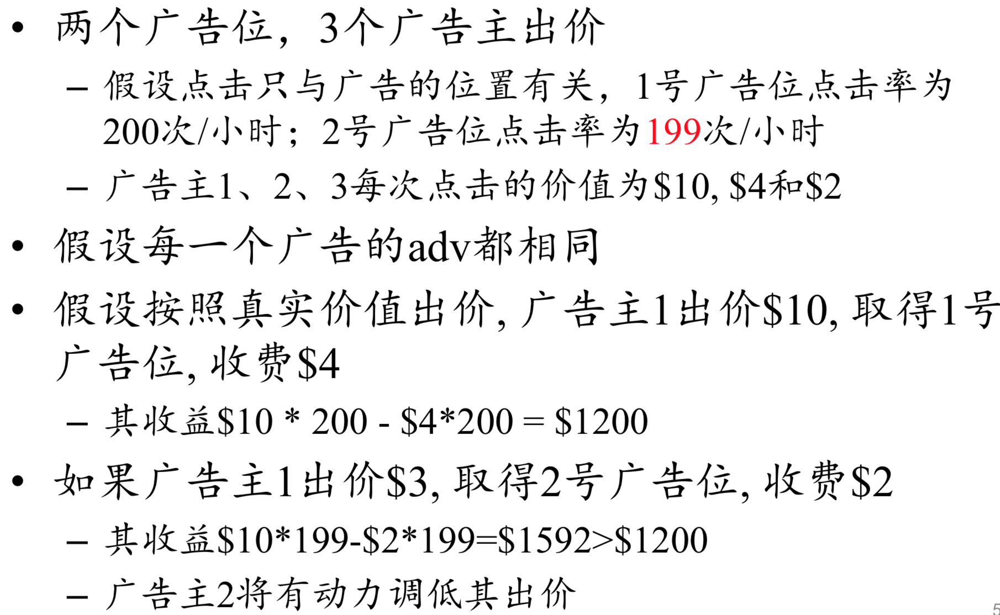 • 两个广告位，3个广告主出价
– 假设点击只与广告的位置有关，1号广告位点击率为
200次/小时；2号广告位点击率为199次/小时
– 广告主1、2、3每次点击的价值为$10, $4和$2
• 假设每一个广告的adv都相同
• 假设按照真实价值出价, 广告主1出价$10, 取得1号
广告位, 收费$4
– 其收益$10 * 200 - $4*200 = $1200
• 如果广告主1出价$3, 取得2号广告位, 收费$2
– 其收益$10*199-$2*199=$1592>$1200
– 广告主2将有动力调低其出价
5